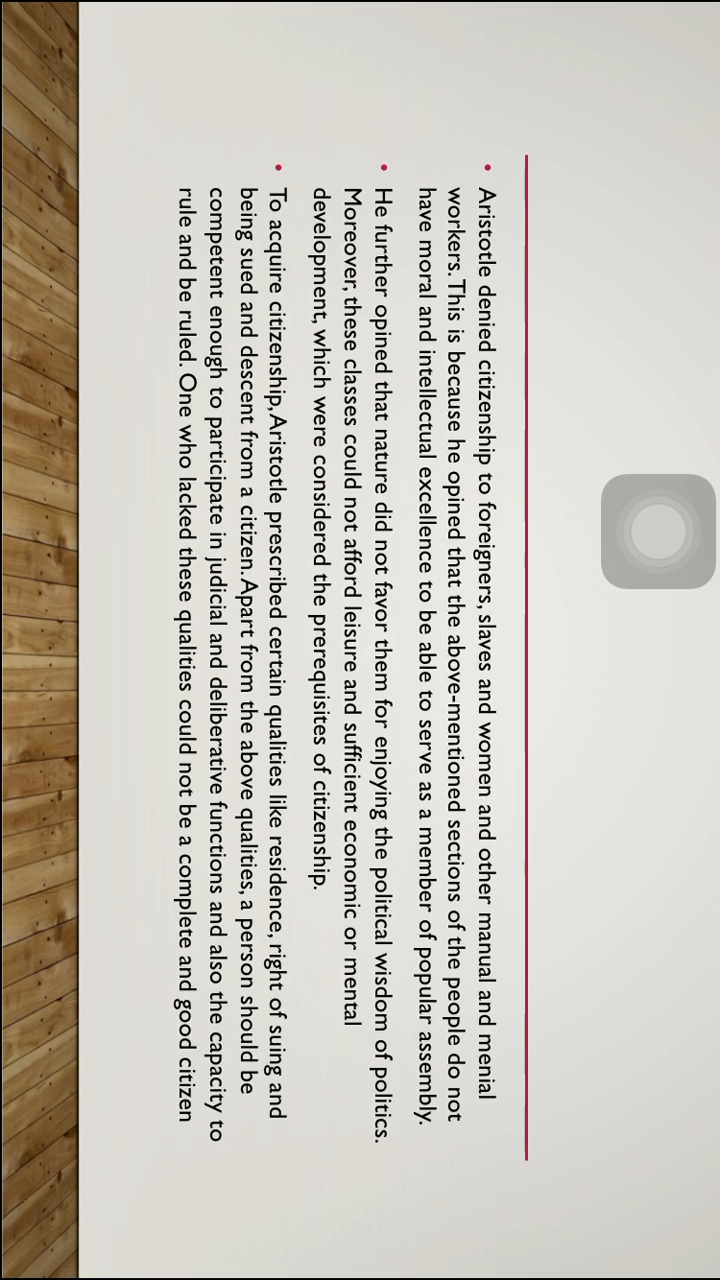 • Aristotle denied citizenship to foreigners, slaves and women and other manual and menial
workers. This is because he opined that the above-mentioned sections of the people do not
have moral and intellectual excellence to be able to serve as a member of popular assembly.
• He further opined that nature did not favor them for enjoying the political wisdom of politics.
Moreover, these classes could not afford leisure and sufficient economic or mental
development, which were considered the prerequisites of citizenship.
• To acquire citizenship, Aristotle prescribed certain qualities like residence, right of suing and
being sued and descent from a citizen. Apart from the above qualities, a person should be
competent enough to participate in judicial and deliberative functions and also the capacity to
rule and be ruled. One who lacked these qualities could not be a complete and good citizen